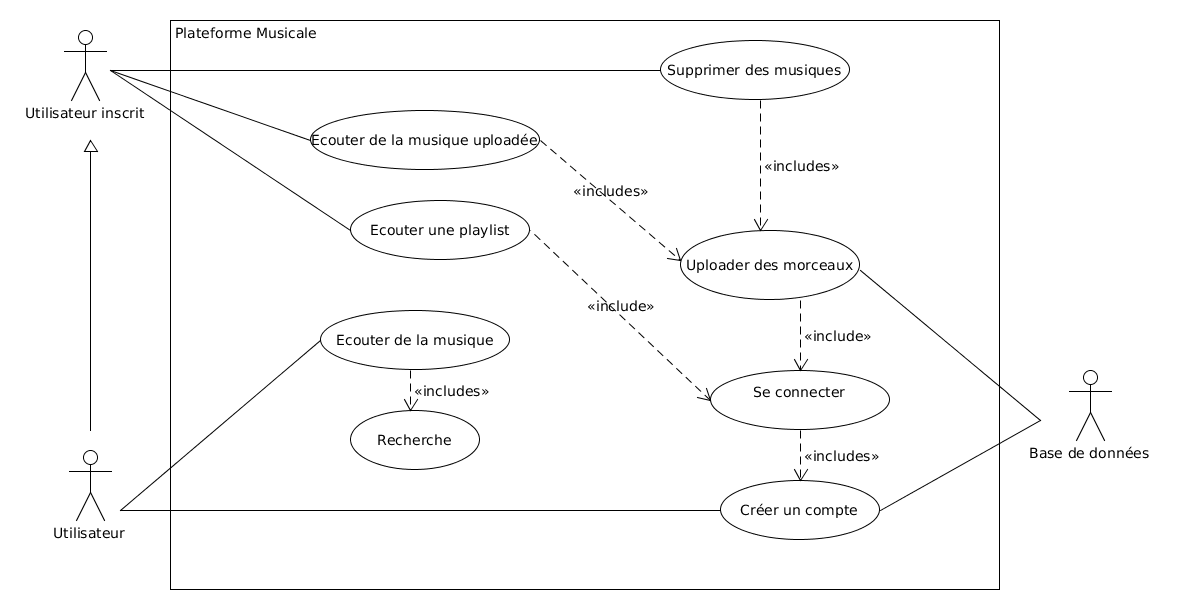 Plateforme Musicale
Supprimer des musiques
Utilisateur inscrit
Ecouter de la musique uploadée
«includes»
«includes»
Ecouter une playlist
Uploader des morceaux
«include»
Ecouter de la musique
«include»
«includes»
Se connecter
Recherche
Base de données
«includes»
Créer un compte
Utilisateur